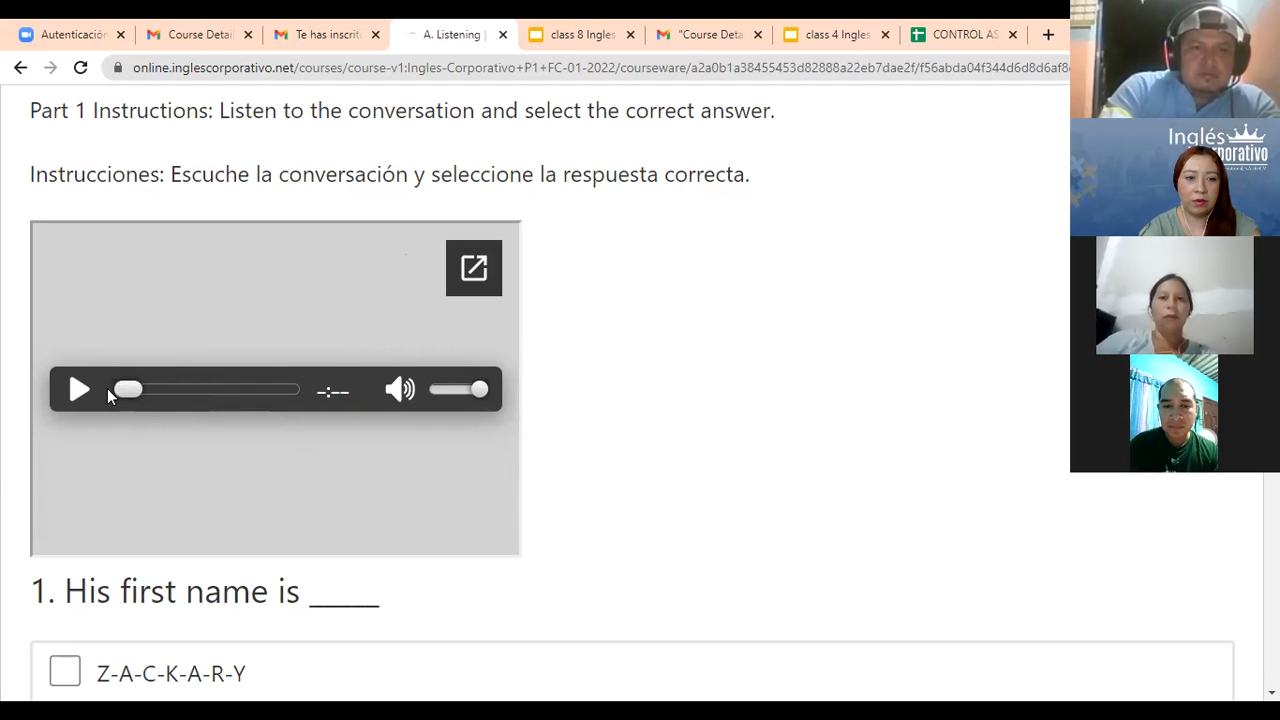 Autenticación
Course Detail
Te has inscrit
A. Listening |
class 8 Ingles
"Course Deta
class 4 Ingles
CONTROL AS
online.inglescorporativo.net/courses/course-v1:Ingles-Corporativo+P1+FC-01-2022/courseware/a2a0b1a38455453d82888a22eb7dae2f/f56abda04f344d6d8d6af8
Part 1 Instructions: Listen to the conversation and select the correct answer.
Instrucciones: Escuche la conversación y seleccione la respuesta correcta.
-:--
1. His first name is _____
Z-A-C-K-A-R-Y
Inglés